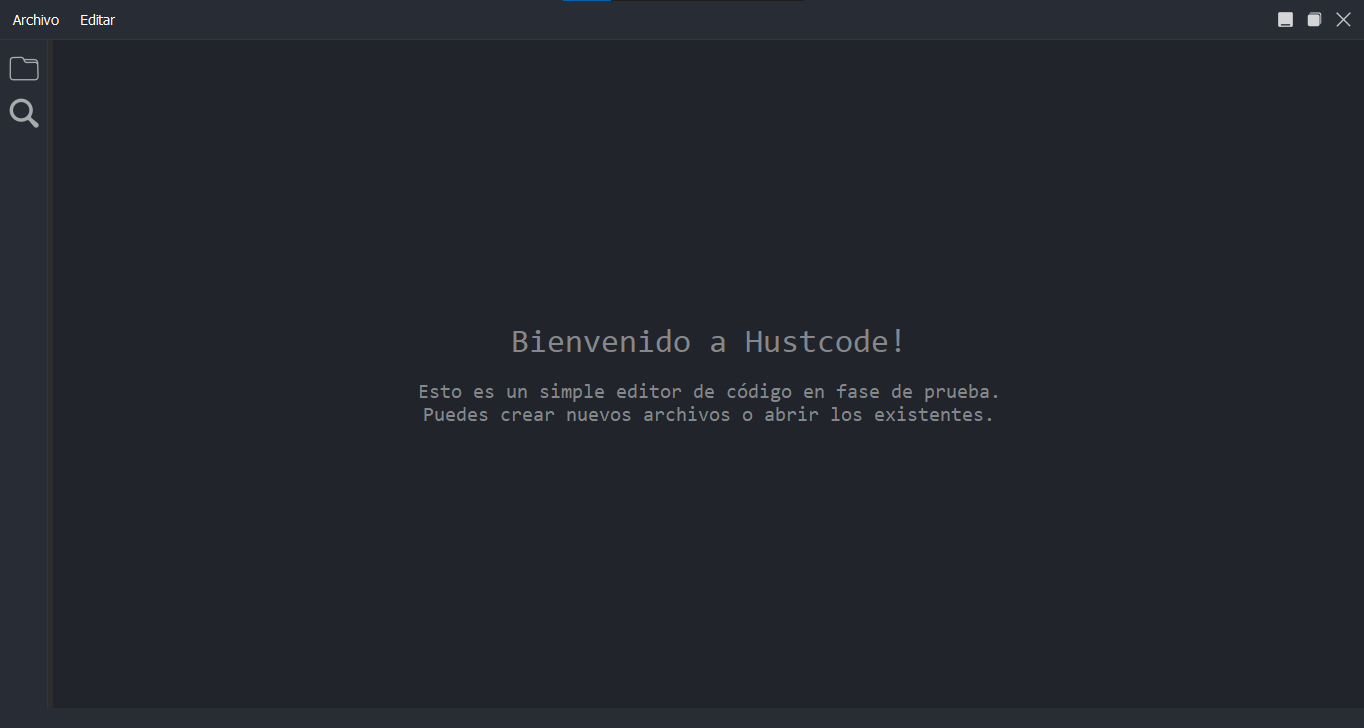 Archivo Editar
Bienvenido a Hustcode!
Esto es un simple editor de código en fase de prueba.
Puedes crear nuevos archivos o abrir los existentes.